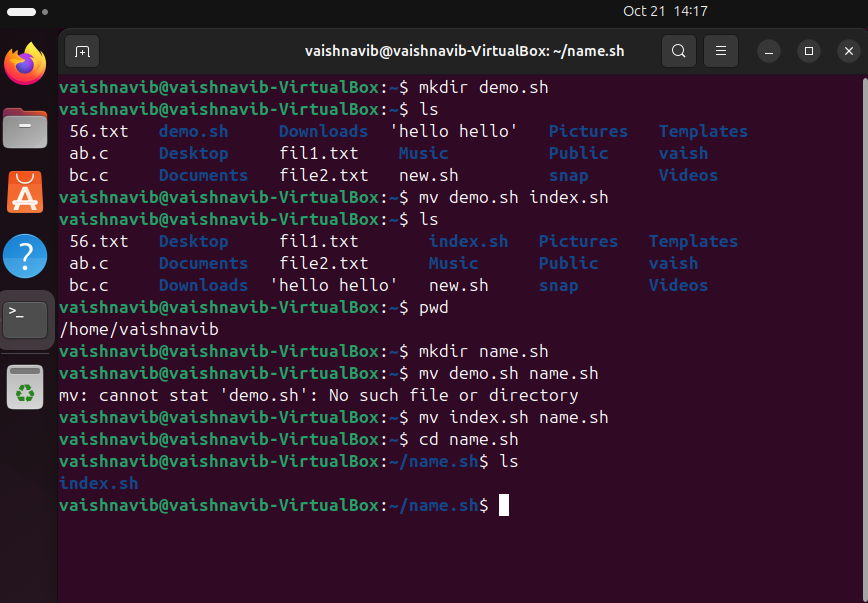 Oct 21 14:17
vaishnavib@vaishnavib-VirtualBox: ~/name.sh
vaishnavib@vaishnavib-VirtualBox:~$ mkdir demo.sh
vaishnavib@vaishnavib-VirtualBox:~$ ls
56.txt demo.sh Downloads 'hello hello' Pictures Templates
ab.c Desktop fil1.txt Music Public vaish
bc.c Documents file2.txt new.sh snap Videos
vaishnavib@vaishnavib-VirtualBox:~$ mv demo.sh index.sh
vaishnavib@vaishnavib-VirtualBox:~$ ls
56.txt Desktop fil1.txt index.sh Pictures Templates
ab.c Documents file2.txt Music Public vaish
bc.c Downloads 'hello hello' new.sh snap Videos
vaishnavib@vaishnavib-VirtualBox:~$ pwd
/home/vaishnavib
vaishnavib@vaishnavib-VirtualBox:~$ mkdir name.sh
vaishnavib@vaishnavib-VirtualBox:~$ mv demo.sh name.sh
mv: cannot stat 'demo.sh': No such file or directory
vaishnavib@vaishnavib-VirtualBox:~$ mv index.sh name.sh
vaishnavib@vaishnavib-VirtualBox:~$ cd name.sh
vaishnavib@vaishnavib-VirtualBox:~/name.sh$ ls
index.sh
vaishnavib@vaishnavib-VirtualBox:~/name.sh$